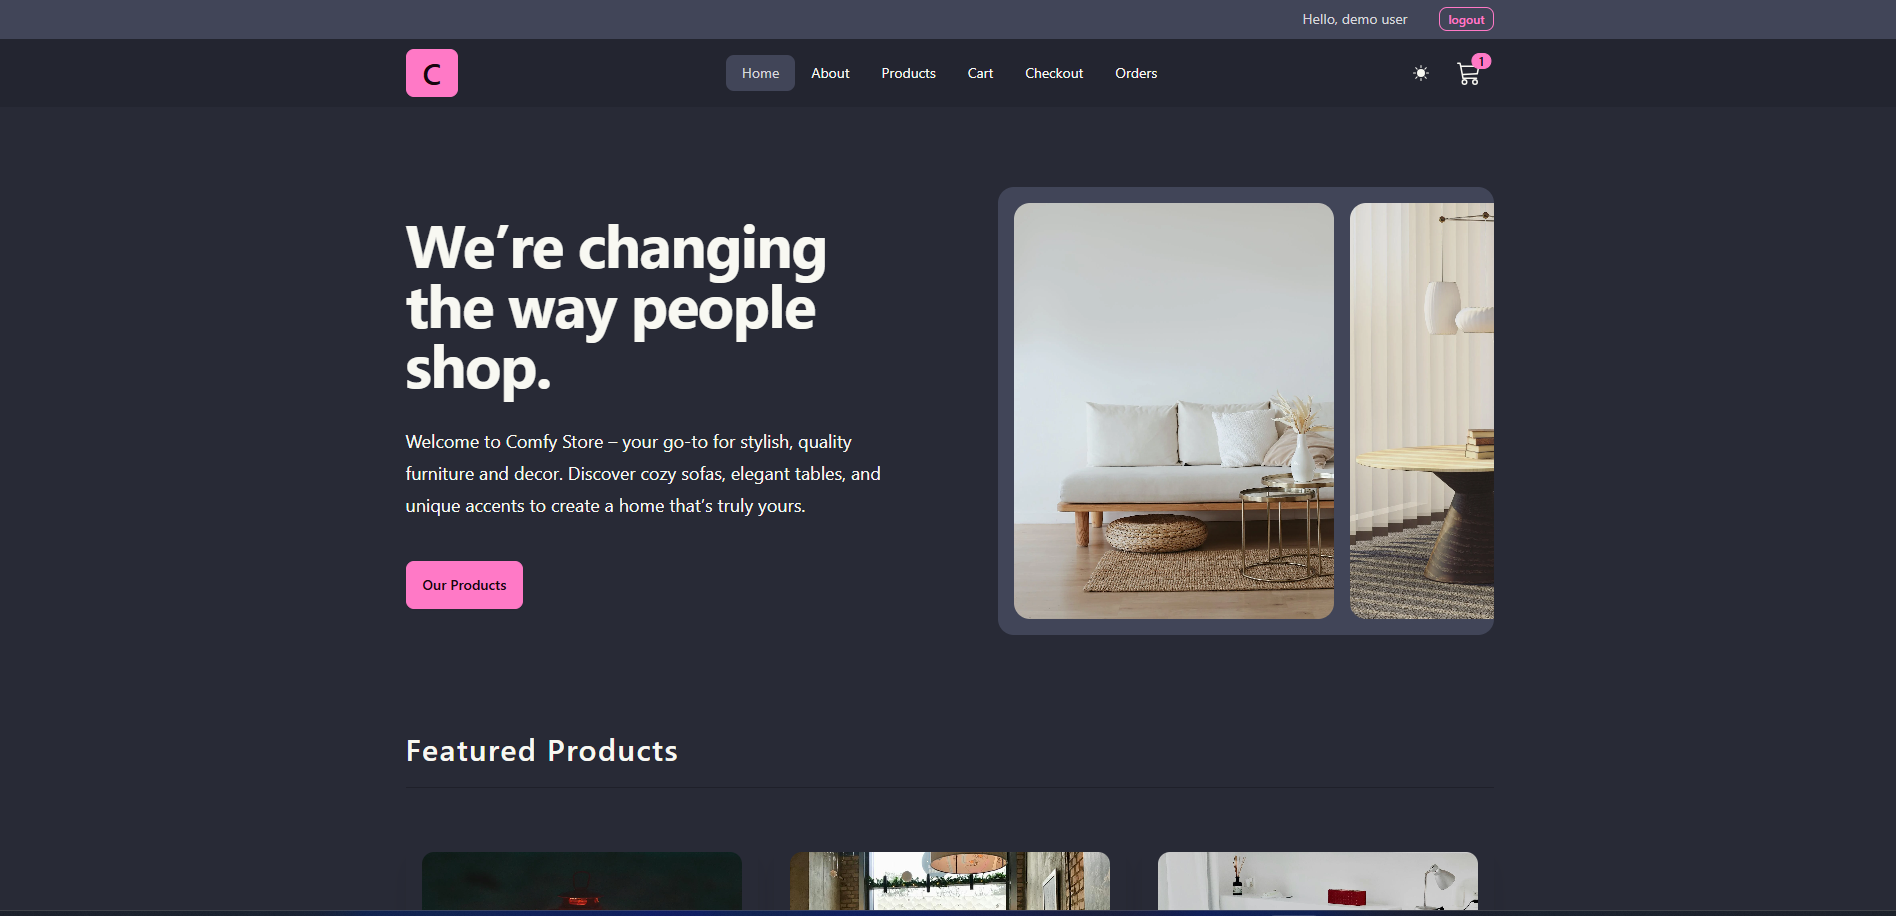 Hello, demo user logout
C
Home About Products Cart Checkout Orders
1
We’re changing
the way people
shop.
Welcome to Comfy Store – your go-to for stylish, quality
furniture and decor. Discover cozy sofas, elegant tables, and
unique accents to create a home that’s truly yours.
Our Products
Featured Products